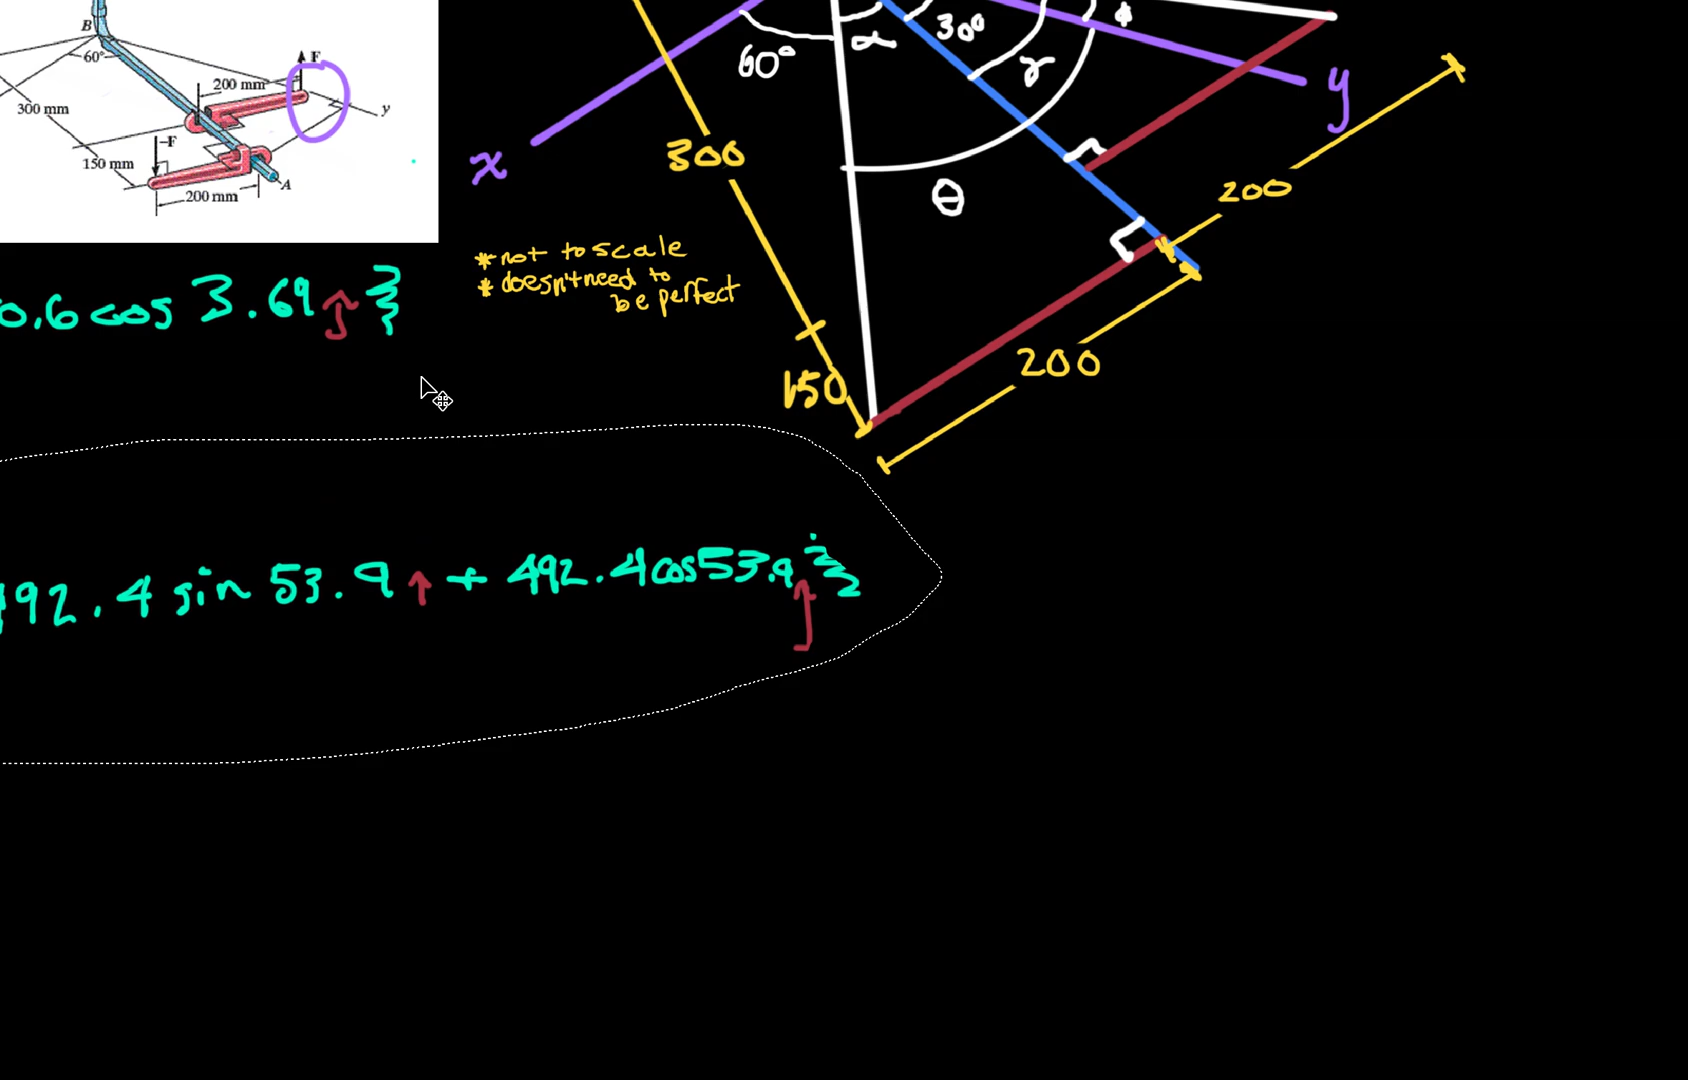 B
60°
F
200 mm
300 mm
y
-F
150 mm
A
200 mm
60°
α
30°
γ
ϕ
y
x
300
θ
200
*not to scale
* doesn't need to
be perfect
0.6 cos 3.69 j }
150
200
492.4 sin 53.9 i + 492.4 cos 53.9 j }